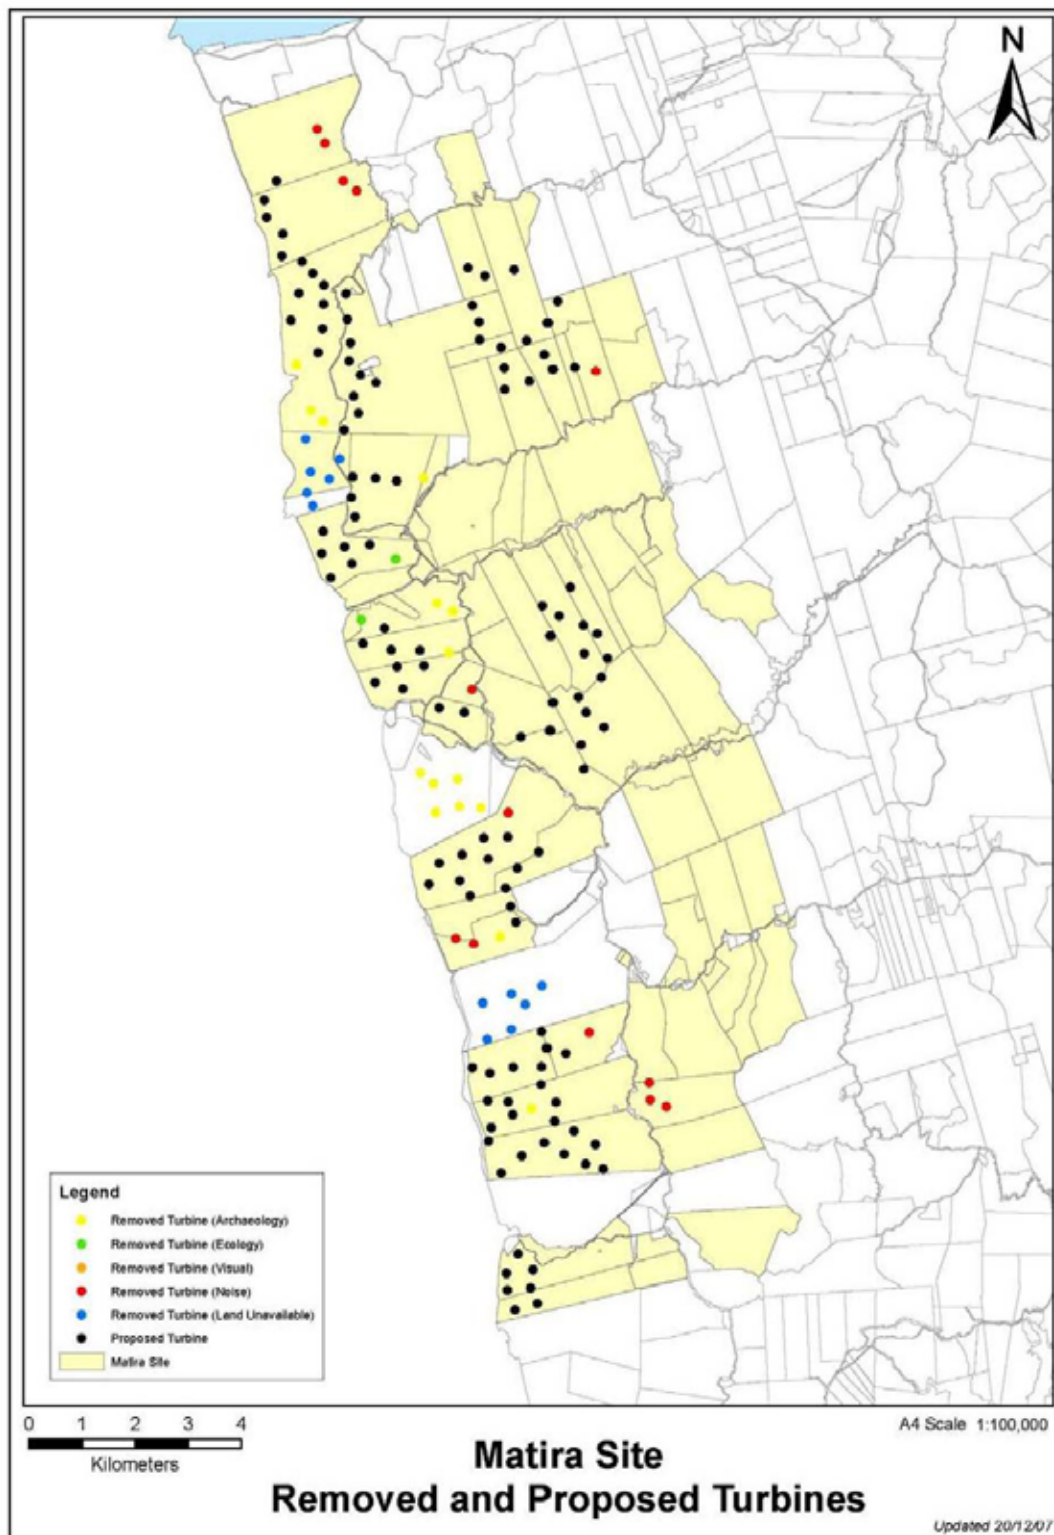 N
Legend
Removed Turbine (Archaeology)
Removed Turbine (Ecology)
Removed Turbine (Visual)
Removed Turbine (Noise)
Removed Turbine (Land Unavailable)
Proposed Turbine
Matira Site
0 1 2 3 4
Kilometers
A4 Scale 1:100,000
Matira Site
Removed and Proposed Turbines
Updated 20/12/07